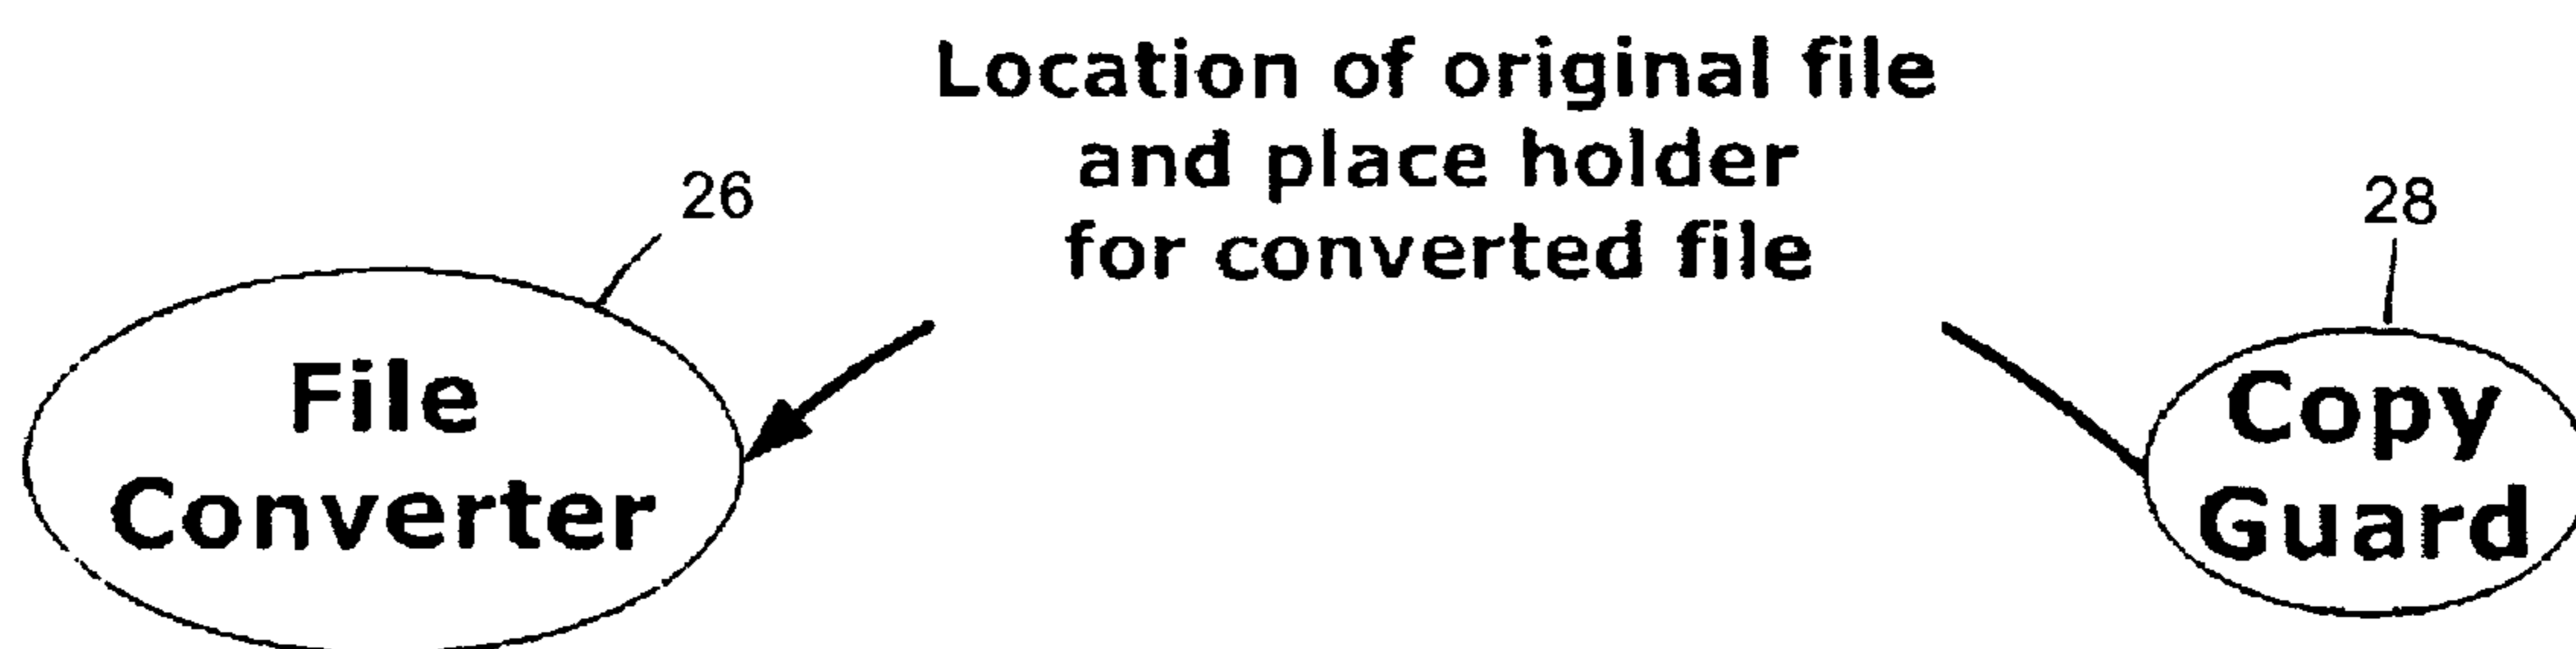 Location of original file
and place holder
for converted file
26
28
File
Converter
Copy
Guard